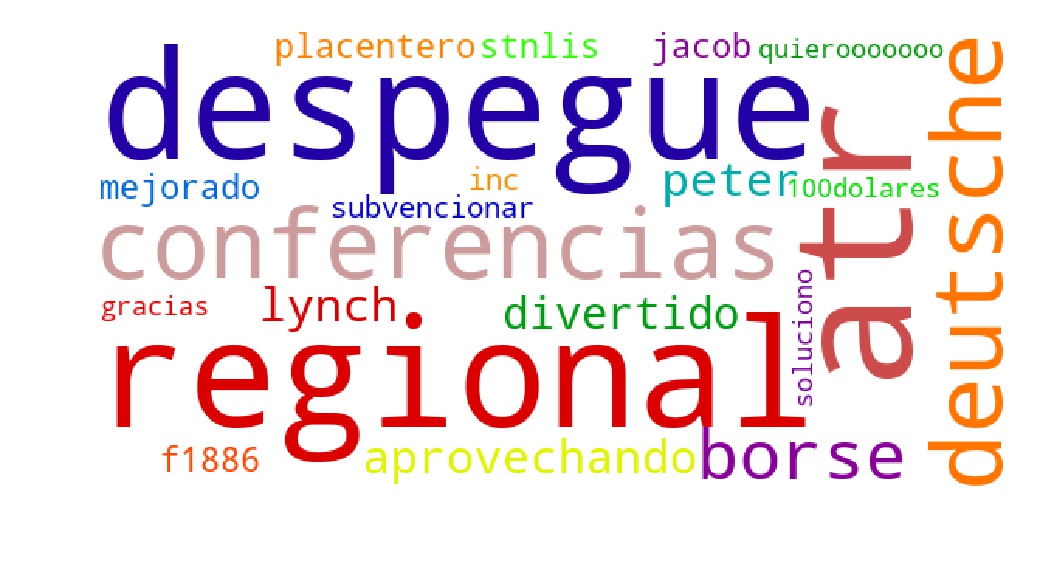 placentero
stnlis
jacob
quierooooooo
despegue
deutsche
atr
mejorado
inc
peter
100dolares
subvencionar
conferencias
soluciono
gracias
lynch
divertido
regional
f1886
aprovechando
borse